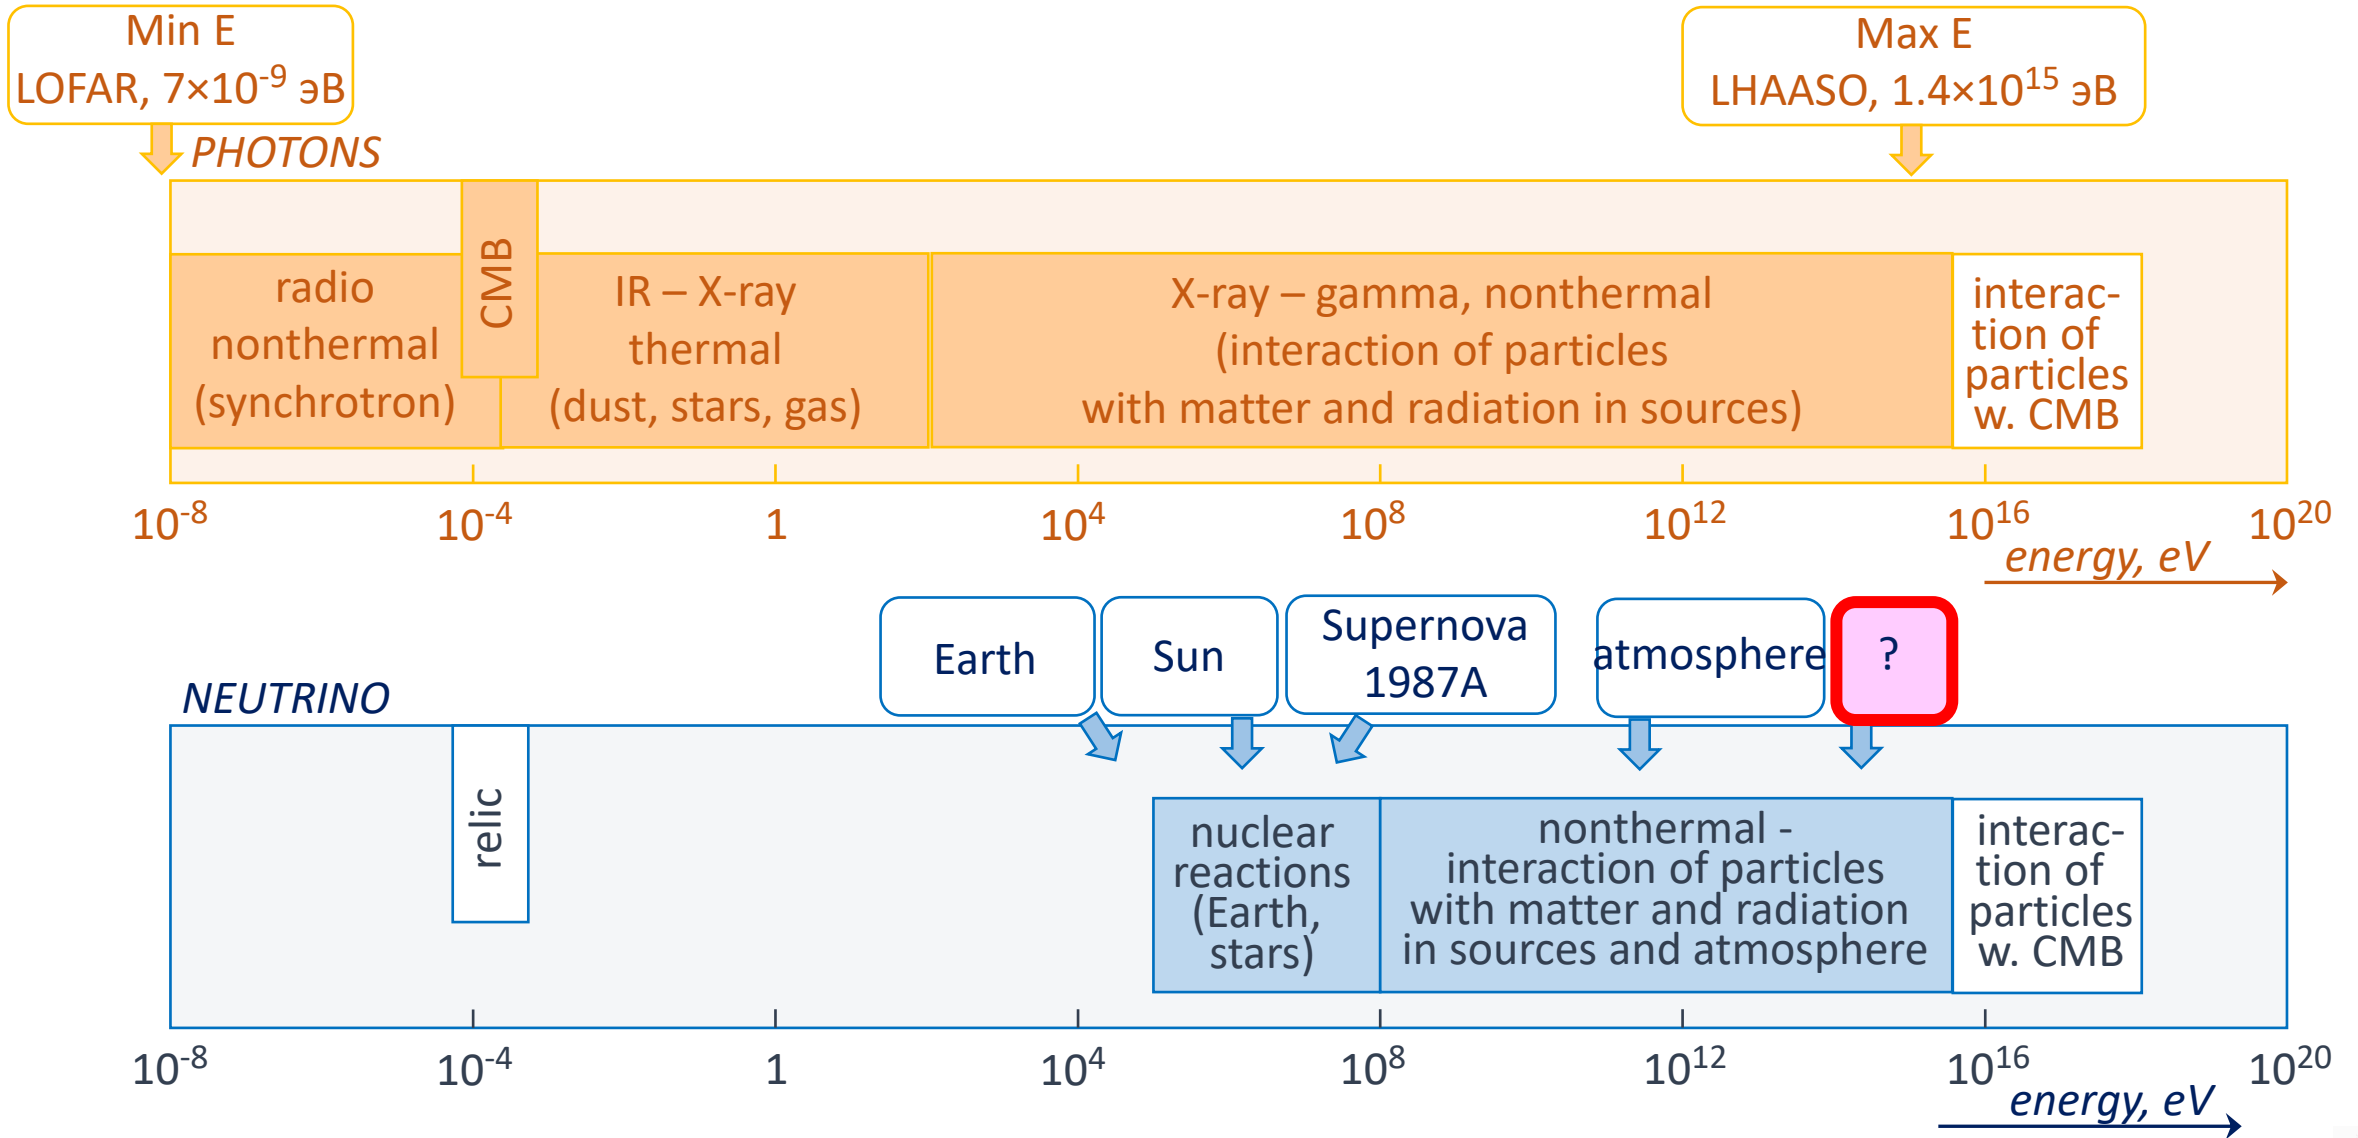 Min E
LOFAR, 7×10⁻⁹ эВ
Max E
LHAASO, 1.4×10¹⁵ эВ
PHOTONS
radio
nonthermal
(synchrotron)
CMB
IR – X-ray
thermal
(dust, stars, gas)
X-ray – gamma, nonthermal
(interaction of particles
with matter and radiation in sources)
interac-
tion of
particles
w. CMB
10⁻⁸ 10⁻⁴ 1 10⁴ 10⁸ 10¹² 10¹⁶ 10²⁰
energy, eV
Earth
Sun
Supernova
1987A
atmosphere
?
NEUTRINO
relic
nuclear
reactions
(Earth,
stars)
nonthermal -
interaction of particles
with matter and radiation
in sources and atmosphere
interac-
tion of
particles
w. CMB
10⁻⁸ 10⁻⁴ 1 10⁴ 10⁸ 10¹² 10¹⁶ 10²⁰
energy, eV